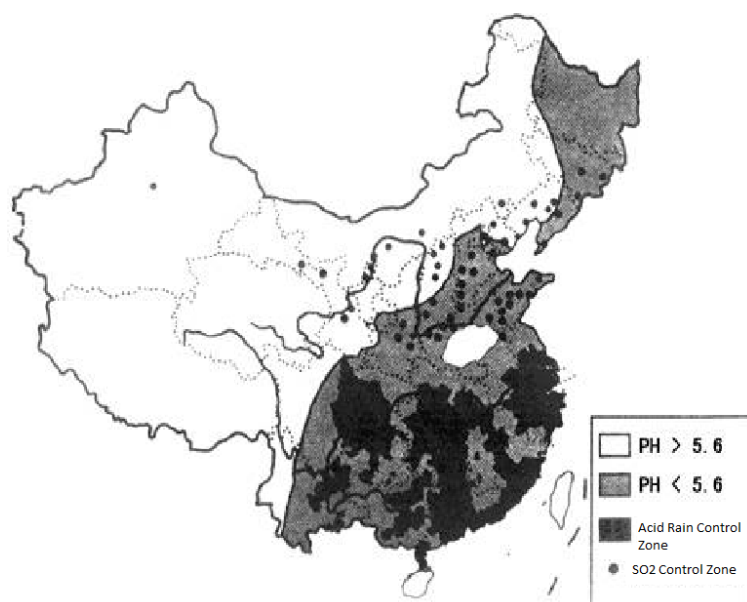 PH > 5.6
PH < 5.6
Acid Rain Control
Zone
SO2 Control Zone